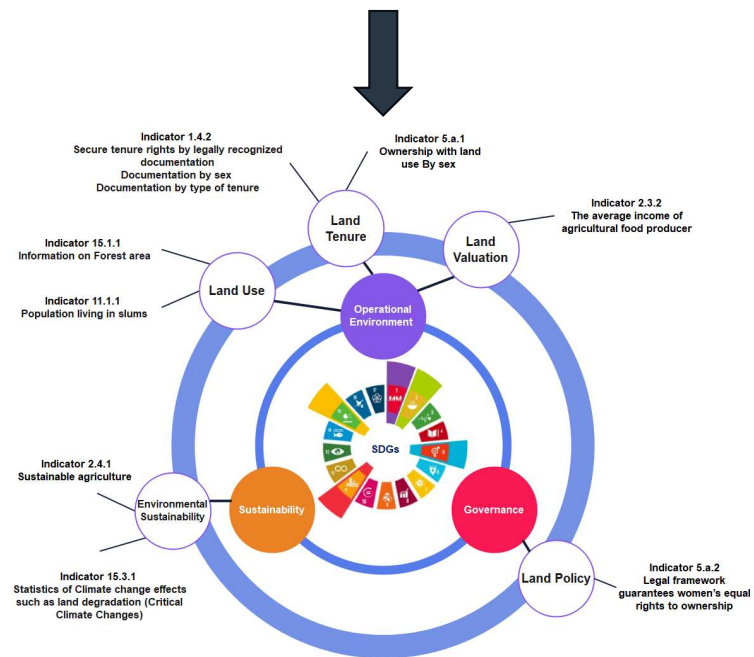 Indicator 1.4.2
Secure tenure rights by legally recognized
documentation
Documentation by sex
Documentation by type of tenure
Indicator 5.a.1
Ownership with land
use By sex
Indicator 2.3.2
The average income of
agricultural food producer
Land
Tenure
Land
Valuation
Indicator 15.1.1
Information on Forest area
Land Use
Indicator 11.1.1
Population living in slums
Operational
Environment
SDGs
Indicator 2.4.1
Sustainable agriculture
Environmental
Sustainability
Sustainability
Governance
Indicator 15.3.1
Statistics of Climate change effects
such as land degradation (Critical
Climate Changes)
Land Policy
Indicator 5.a.2
Legal framework
guarantees women's equal
rights to ownership